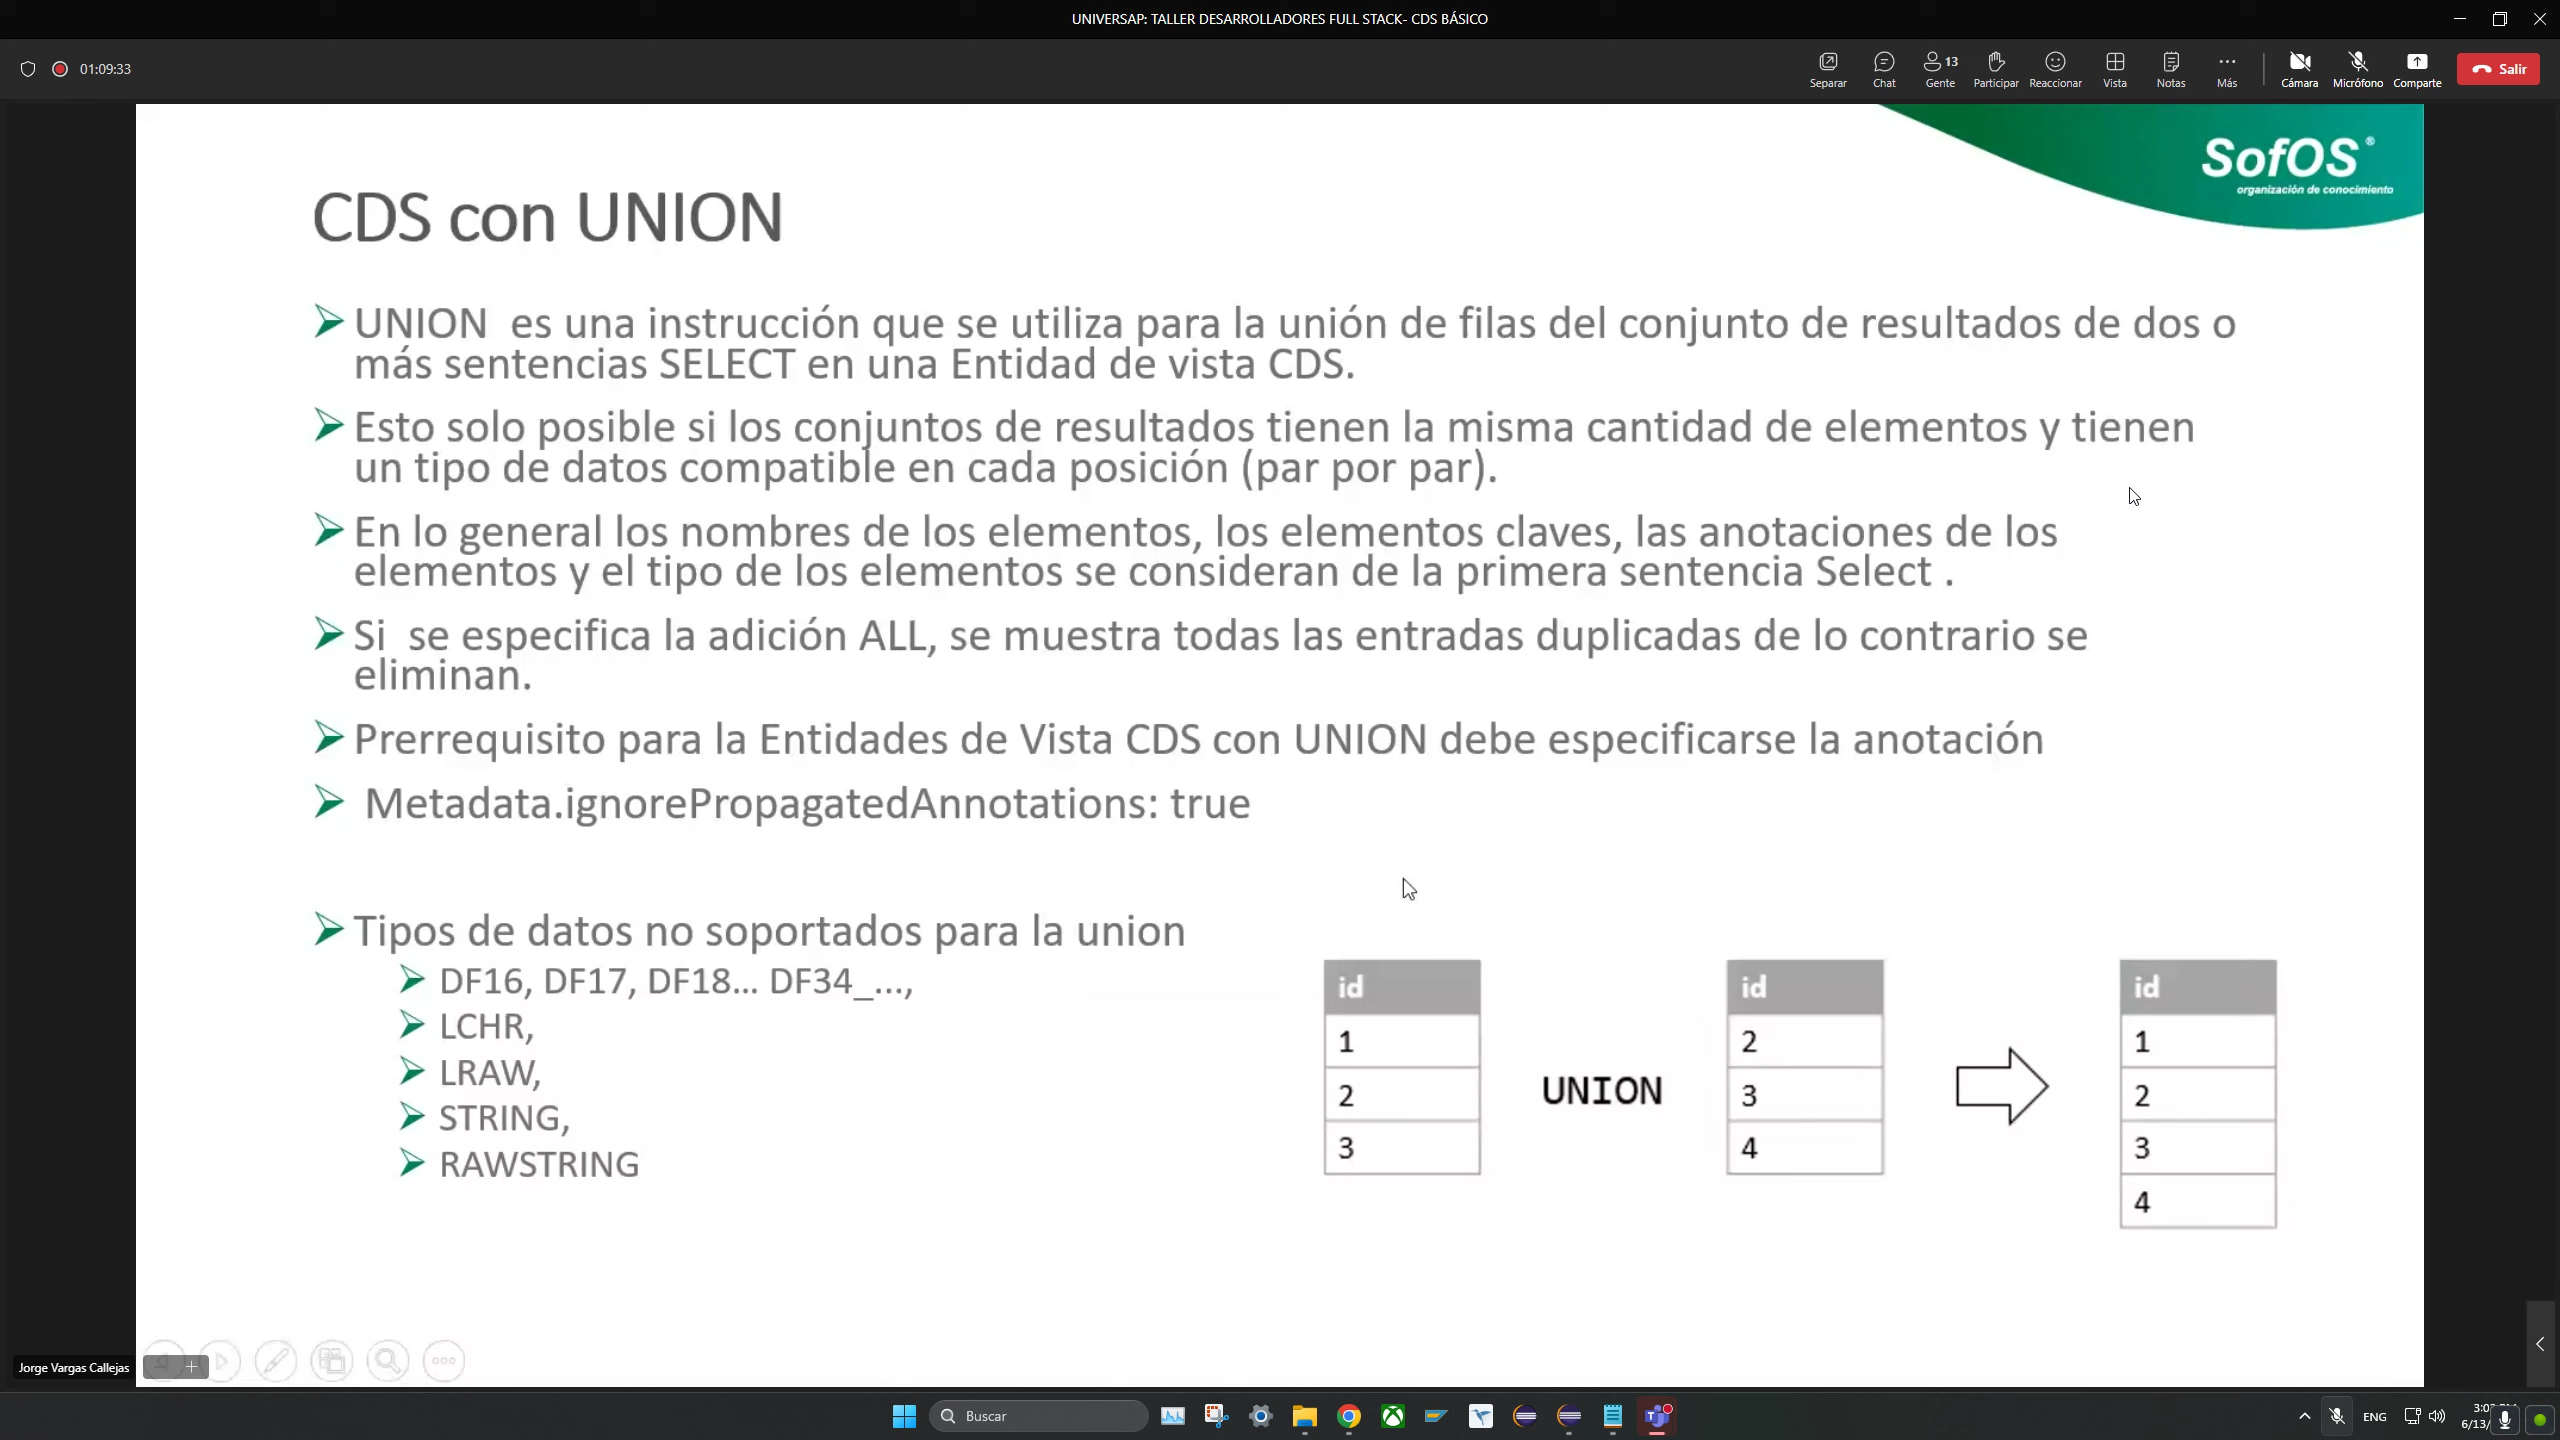 UNIVERSAP: TALLER DESARROLLADORES FULL STACK- CDS BÁSICO
01:09:33
Separar
Chat
13
Gente
Participar
Reaccionar
Vista
Notas
Más
Cámara
Micrófono
Comparte
Salir
SofOS®
organización de conocimiento
CDS con UNION
UNION  es una instrucción que se utiliza para la unión de filas del conjunto de resultados de dos o
más sentencias SELECT en una Entidad de vista CDS.
Esto solo posible si los conjuntos de resultados tienen la misma cantidad de elementos y tienen
un tipo de datos compatible en cada posición (par por par).
En lo general los nombres de los elementos, los elementos claves, las anotaciones de los
elementos y el tipo de los elementos se consideran de la primera sentencia Select .
Si  se especifica la adición ALL, se muestra todas las entradas duplicadas de lo contrario se
eliminan.
Prerrequisito para la Entidades de Vista CDS con UNION debe especificarse la anotación
Metadata.ignorePropagatedAnnotations: true
Tipos de datos no soportados para la union
DF16, DF17, DF18... DF34_...,
LCHR,
LRAW,
STRING,
RAWSTRING
id
1
2
3
UNION
id
2
3
4
id
1
2
3
4
Jorge Vargas Callejas
Buscar
ENG
6/13/